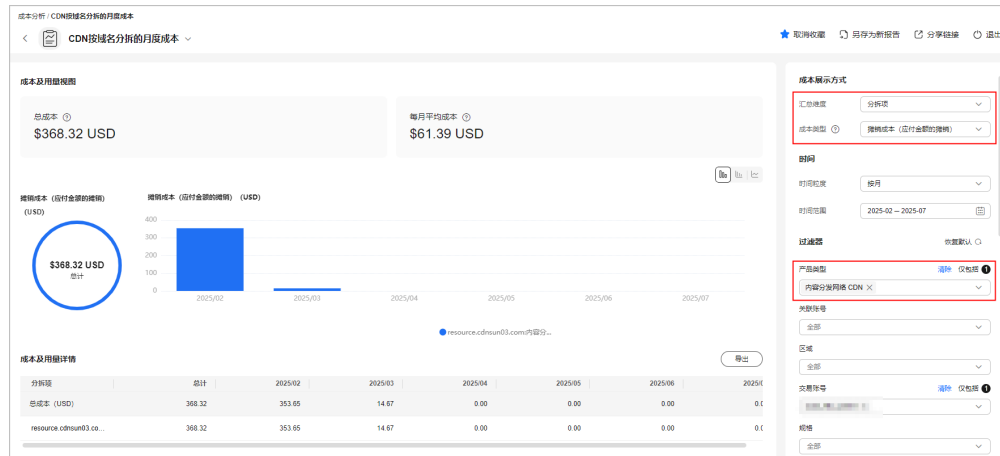 成本分析 / CDN按域名分拆的月度成本
CDN按域名分拆的月度成本
取消收藏 另存为新报告 分享链接 退出
成本及用量视图
总成本
$368.32 USD
每月平均成本
$61.39 USD
摊销成本（应付金额的摊销）
(USD)
$368.32 USD
总计
摊销成本（应付金额的摊销） (USD)
400
300
200
100
0
2025/02 2025/03 2025/04 2025/05 2025/06 2025/07
resource.cdnsun03.com:内容分...
成本及用量详情
导出
分拆项 总计 2025/02 2025/03 2025/04 2025/05 2025/06
总成本 (USD) 368.32 353.65 14.67 0.00 0.00 0.00
resource.cdnsun03.co... 368.32 353.65 14.67 0.00 0.00 0.00
成本展示方式
汇总维度 分拆项
成本类型 摊销成本（应付金额的摊销）
时间
时间粒度 按月
时间范围 2025-02 – 2025-07
过滤器 恢复默认
产品类型 清除 仅包括 1
内容分发网络 CDN ×
关联账号
全部
区域
全部
交易账号 清除 仅包括 1
规格
全部